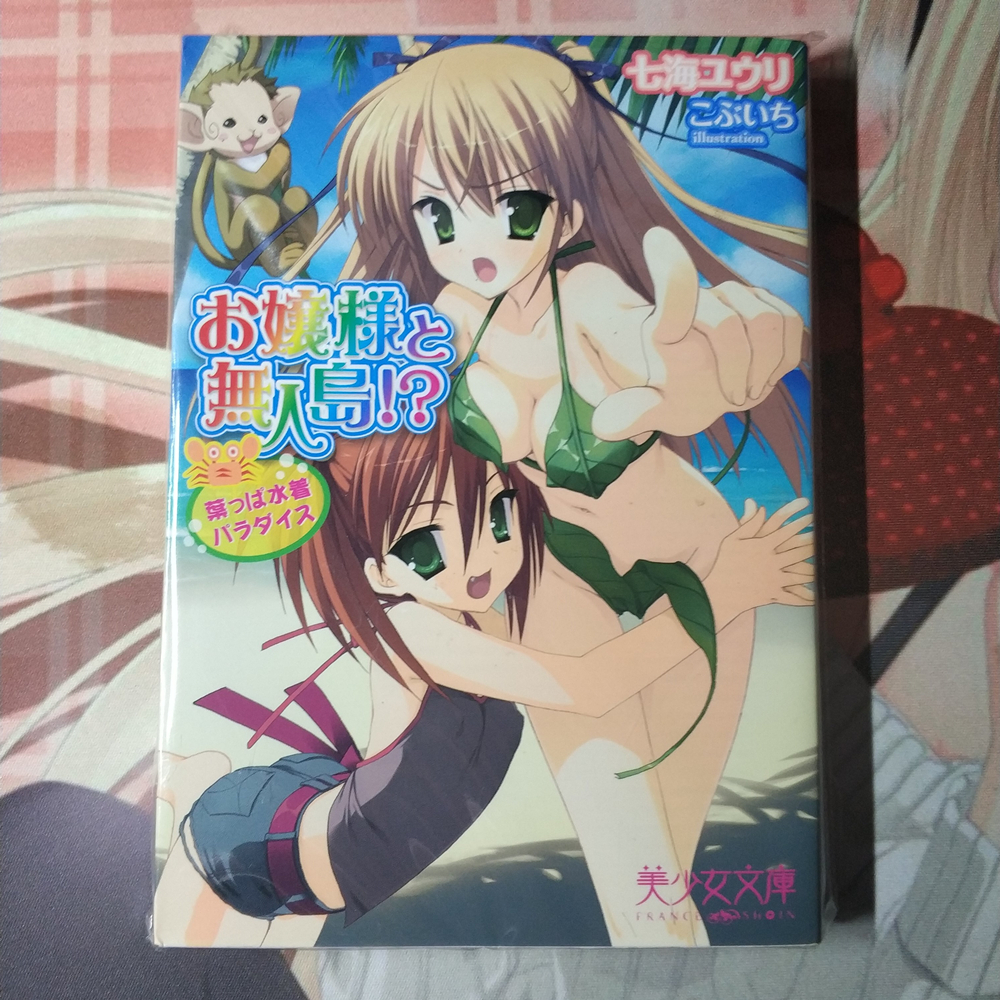 七海ユウリ
こぶいち
illustration
お嬢様と
無人島!?
葉っぱ水着
パラダイス
美少女文庫
FRANCE SHOIN